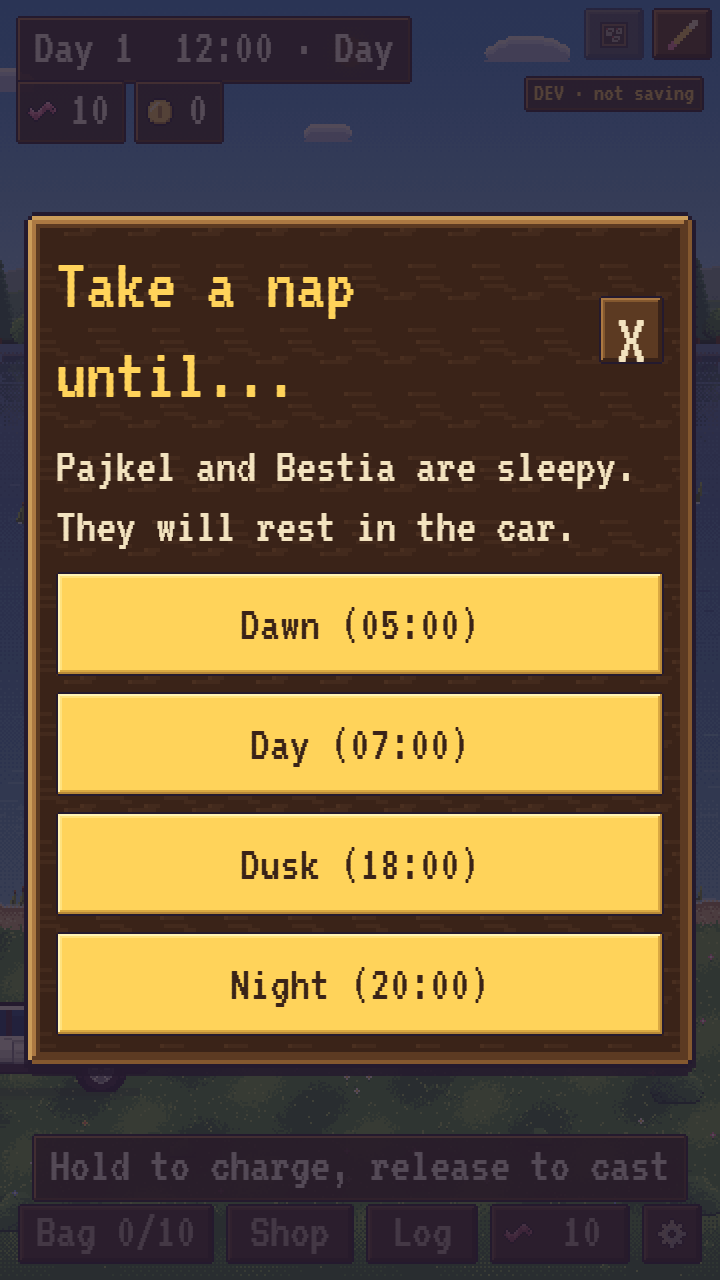 Day 1 12:00 · Day
10 0
DEV · not saving
Take a nap
until...
X
Pajkel and Bestia are sleepy.
They will rest in the car.
Dawn (05:00)
Day (07:00)
Dusk (18:00)
Night (20:00)
Hold to charge, release to cast
Bag 0/10 Shop Log 10